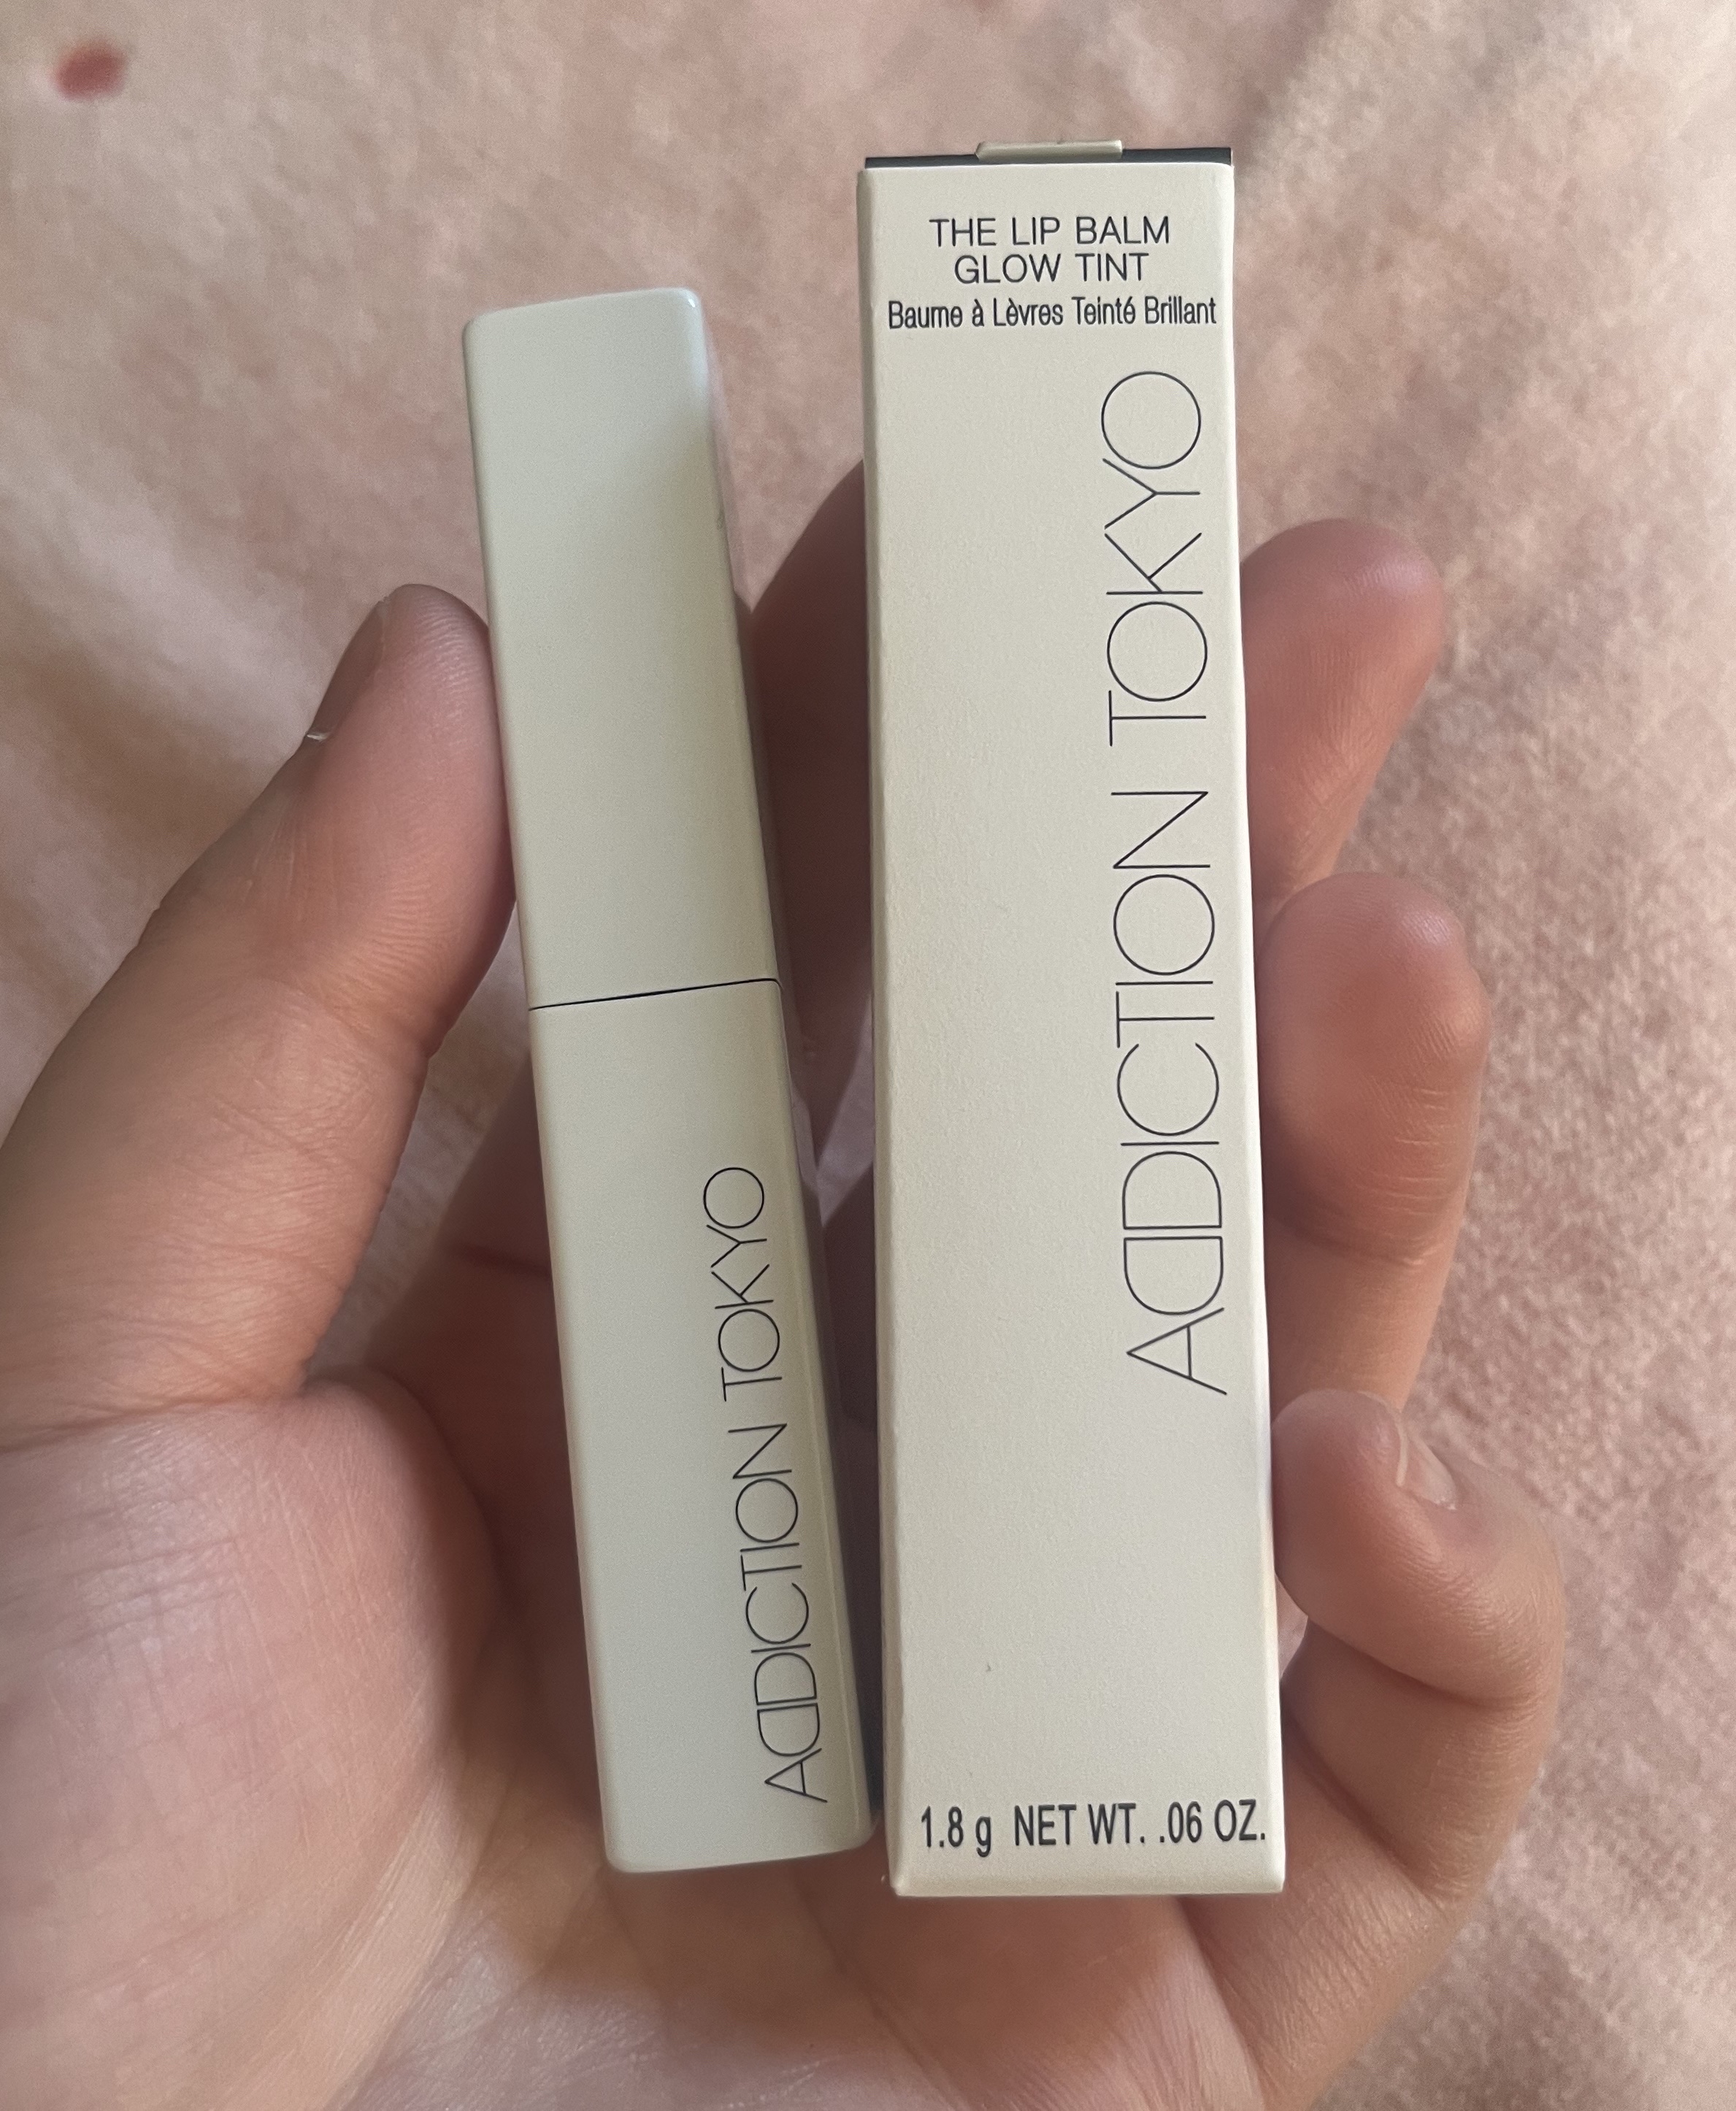 THE LIP BALM
GLOW TINT
Baume à Lèvres Teinté Brillant
ADDICTION TOKYO
1.8 g NET WT. .06 OZ.
ADDICTION TOKYO